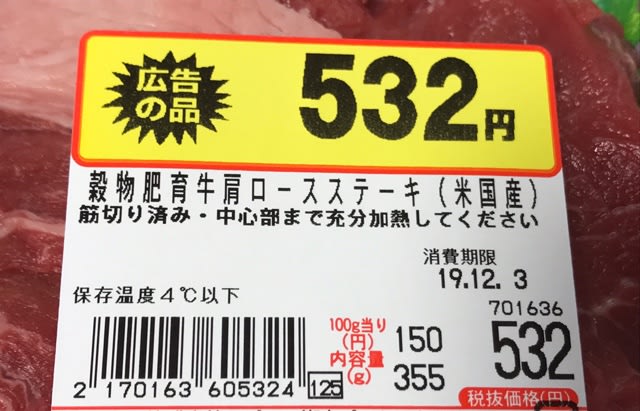 広告
の品
532円
穀物肥育牛肩ロースステーキ(米国産)
筋切り済み・中心部まで充分加熱してください
消費期限
19.12. 3
保存温度4℃以下
701636
100g当り
(円)
150
532
内容量
(g)
355
2 170163 605324
125
税抜価格(円)